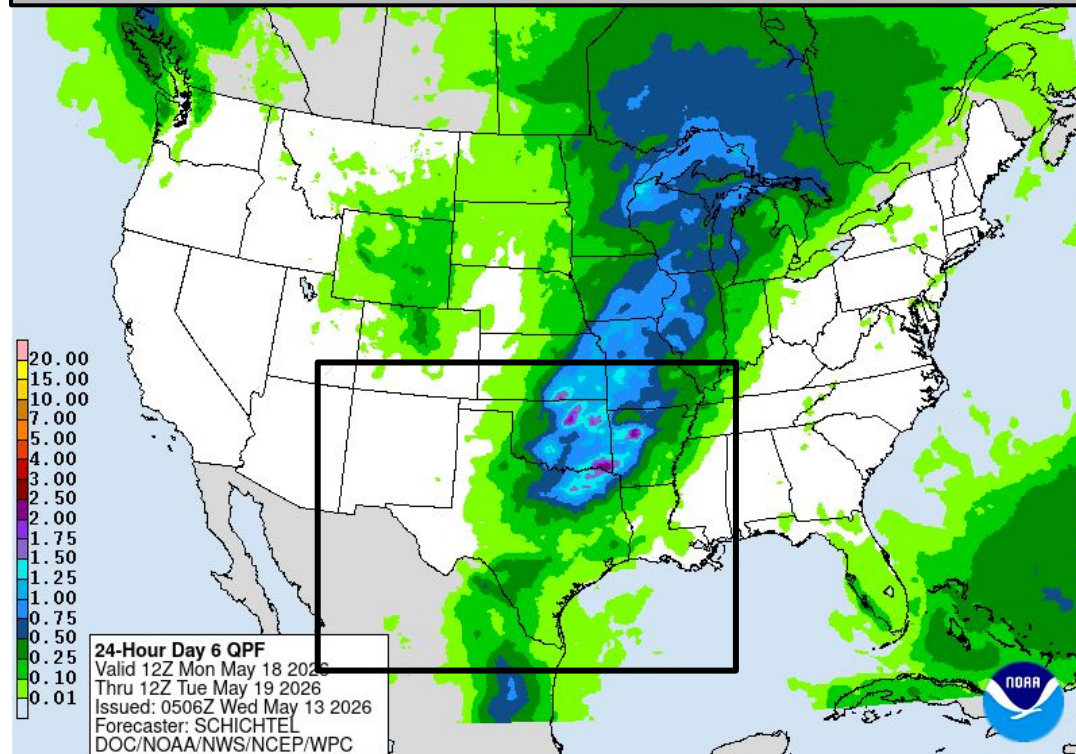 20.00
15.00
10.00
7.00
5.00
4.00
3.00
2.50
2.00
1.75
1.50
1.25
1.00
0.75
0.50
0.25
0.10
0.01
24-Hour Day 6 QPF
Valid 12Z Mon May 18 2026
Thru 12Z Tue May 19 2026
Issued: 0506Z Wed May 13 2026
Forecaster: SCHICHTEL
DOC/NOAA/NWS/NCEP/WPC
NOAA